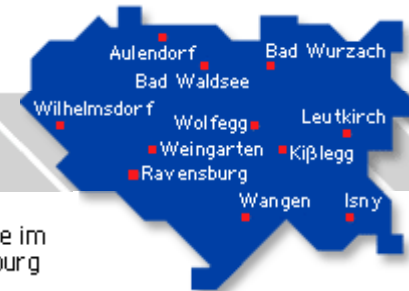 Aulendorf
Bad Wurzach
Bad Waldsee
Wilhelmsdorf
Wolfegg
Leutkirch
Weingarten
Kißlegg
Ravensburg
Wangen
Isny
e im
burg